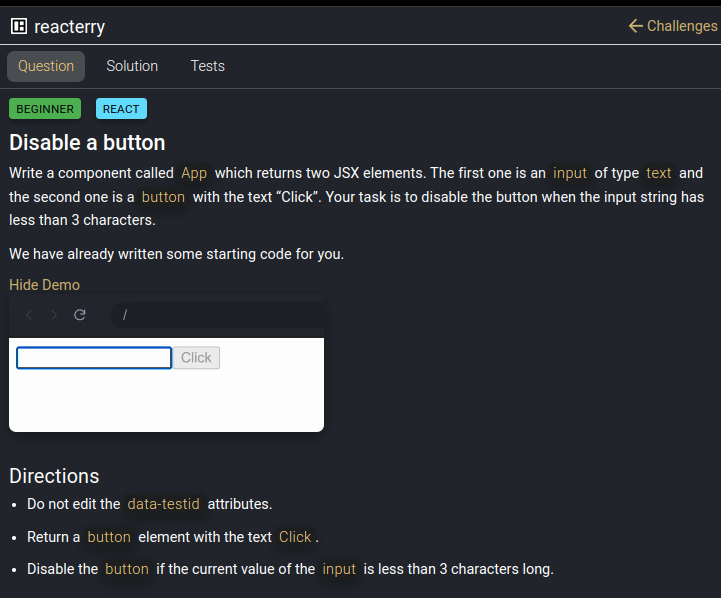 reacterry
← Challenges
Question Solution Tests
BEGINNER REACT
Disable a button
Write a component called App which returns two JSX elements. The first one is an input of type text and
the second one is a button with the text “Click”. Your task is to disable the button when the input string has
less than 3 characters.
We have already written some starting code for you.
Hide Demo
/
Click
Directions
• Do not edit the data-testid attributes.
• Return a button element with the text Click .
• Disable the button if the current value of the input is less than 3 characters long.